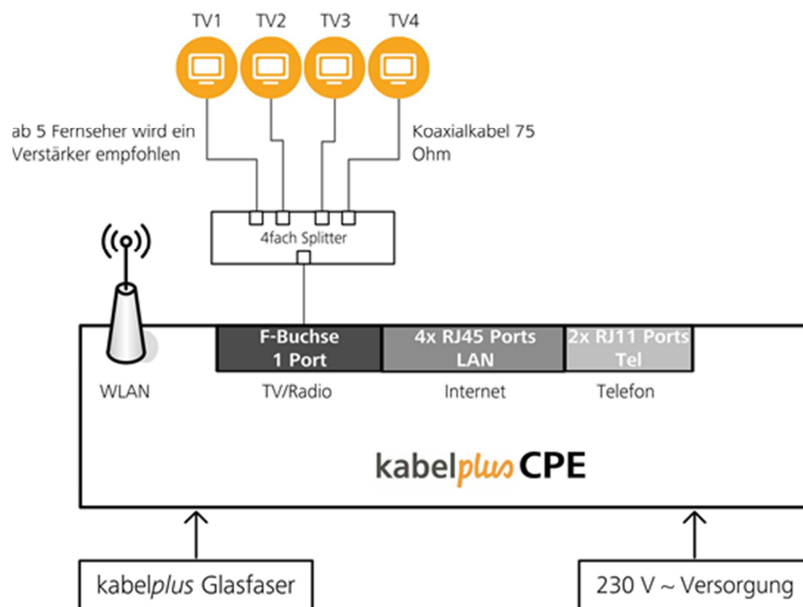 TV1 TV2 TV3 TV4
ab 5 Fernseher wird ein
Verstärker empfohlen
Koaxialkabel 75
Ohm
4fach Splitter
F-Buchse
1 Port
4x RJ45 Ports
LAN
2x RJ11 Ports
Tel
WLAN
TV/Radio
Internet
Telefon
kabelplus CPE
kabelplus Glasfaser
230 V ~ Versorgung